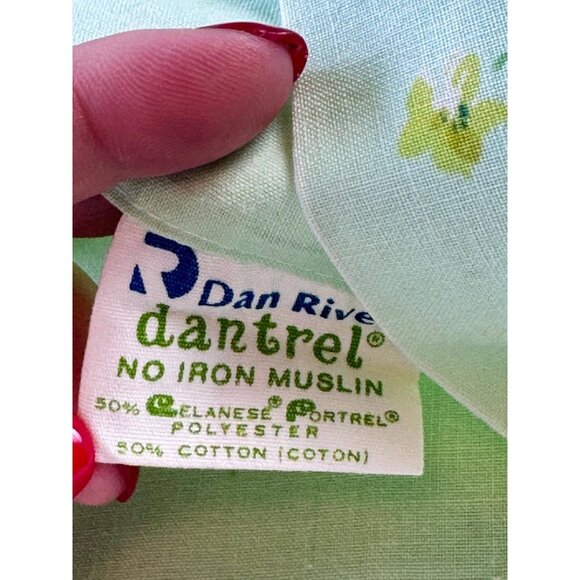 Dan Rive
dantrel®
NO IRON MUSLIN
50% CELANESE® FORTREL®
POLYESTER
50% COTTON (COTON)